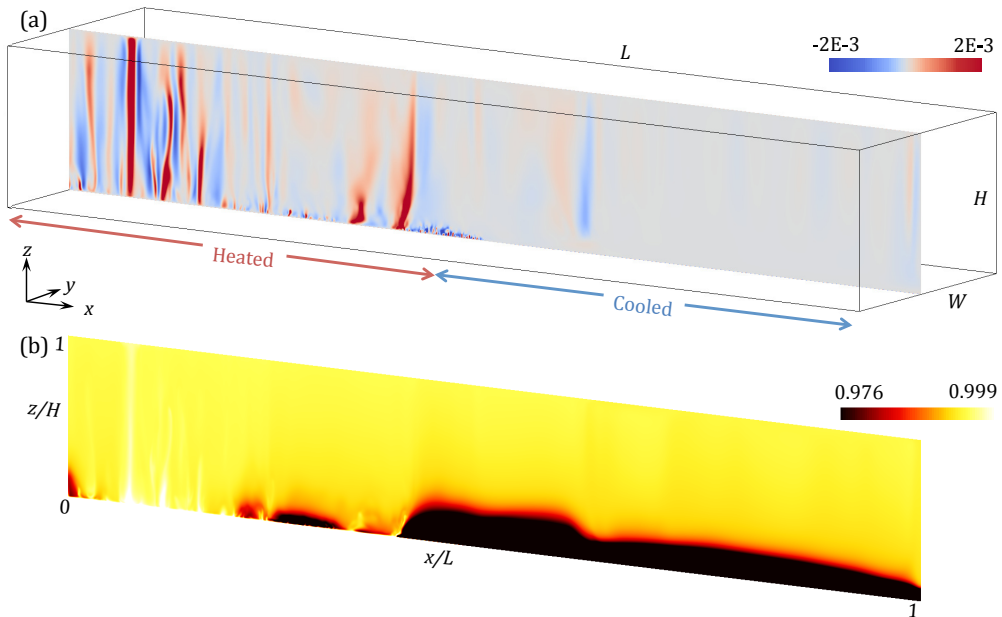 (a)
L
-2E-3 2E-3
H
Heated
z
y
x
Cooled
W
(b)
1
z/H
0.976 0.999
0
x/L
1